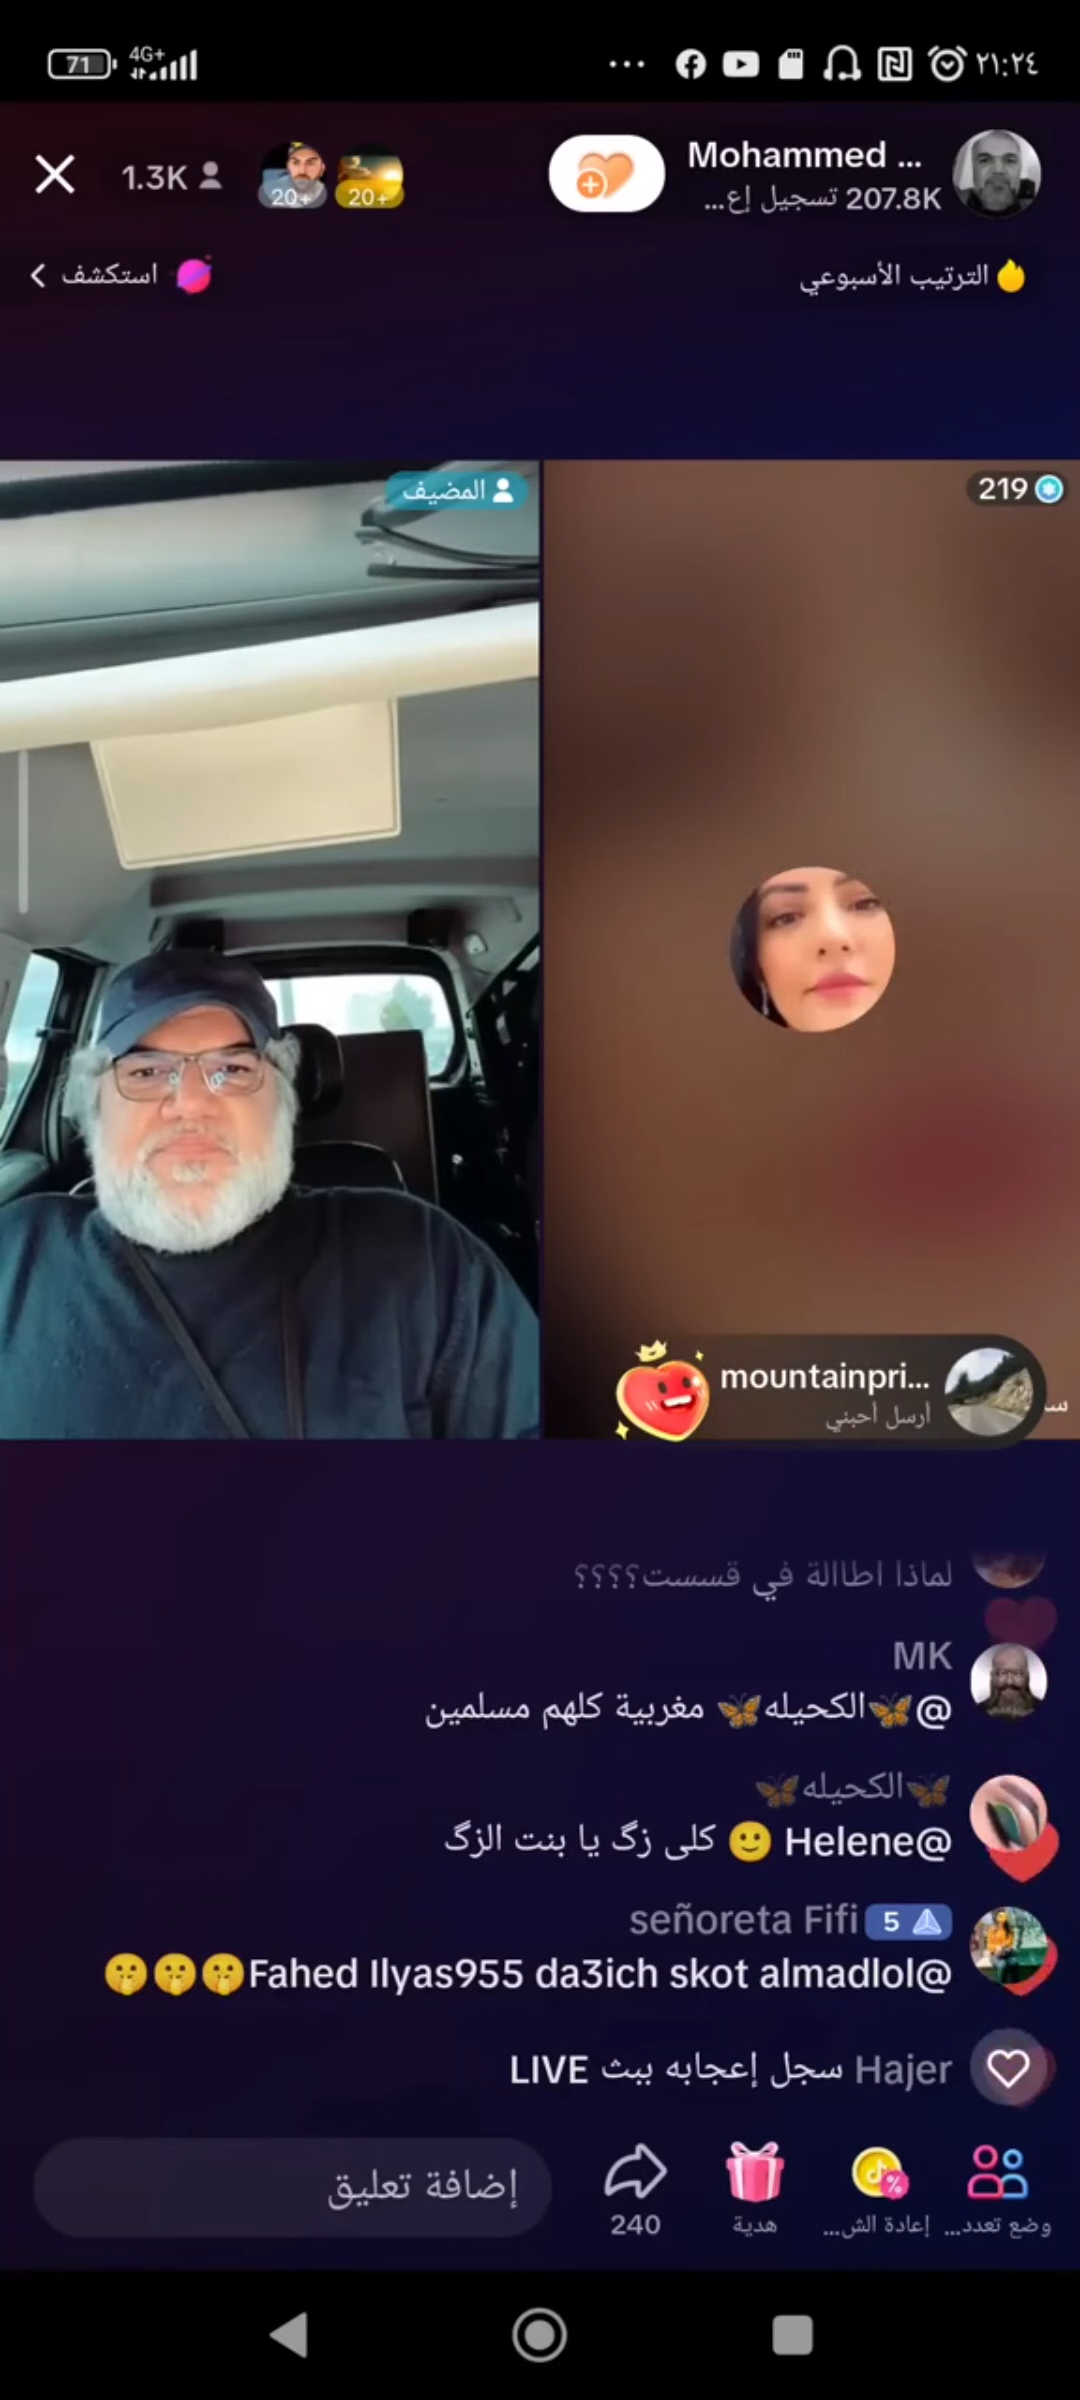 71 4G+ ٢١:٢٤
Mohammed ...
207.8K تسجيل إع...
20+ 20+ 1.3K
الترتيب الأسبوعي
استكشف
المضيف
219
mountainpri...
أرسل أحبني
لماذا اطاالة في قسست؟؟؟؟
MK
@🦋الكحيله🦋 مغربية كلهم مسلمين
🦋الكحيله🦋
@Helene 🙂 كلى زگ يا بنت الزگ
señoreta Fifi 5
@Fahed Ilyas955 da3ich skot almadlol🤫🤫🤫
Hajer سجل إعجابه ببث LIVE
إضافة تعليق
240
هدية
إعادة الش...
وضع تعدد...